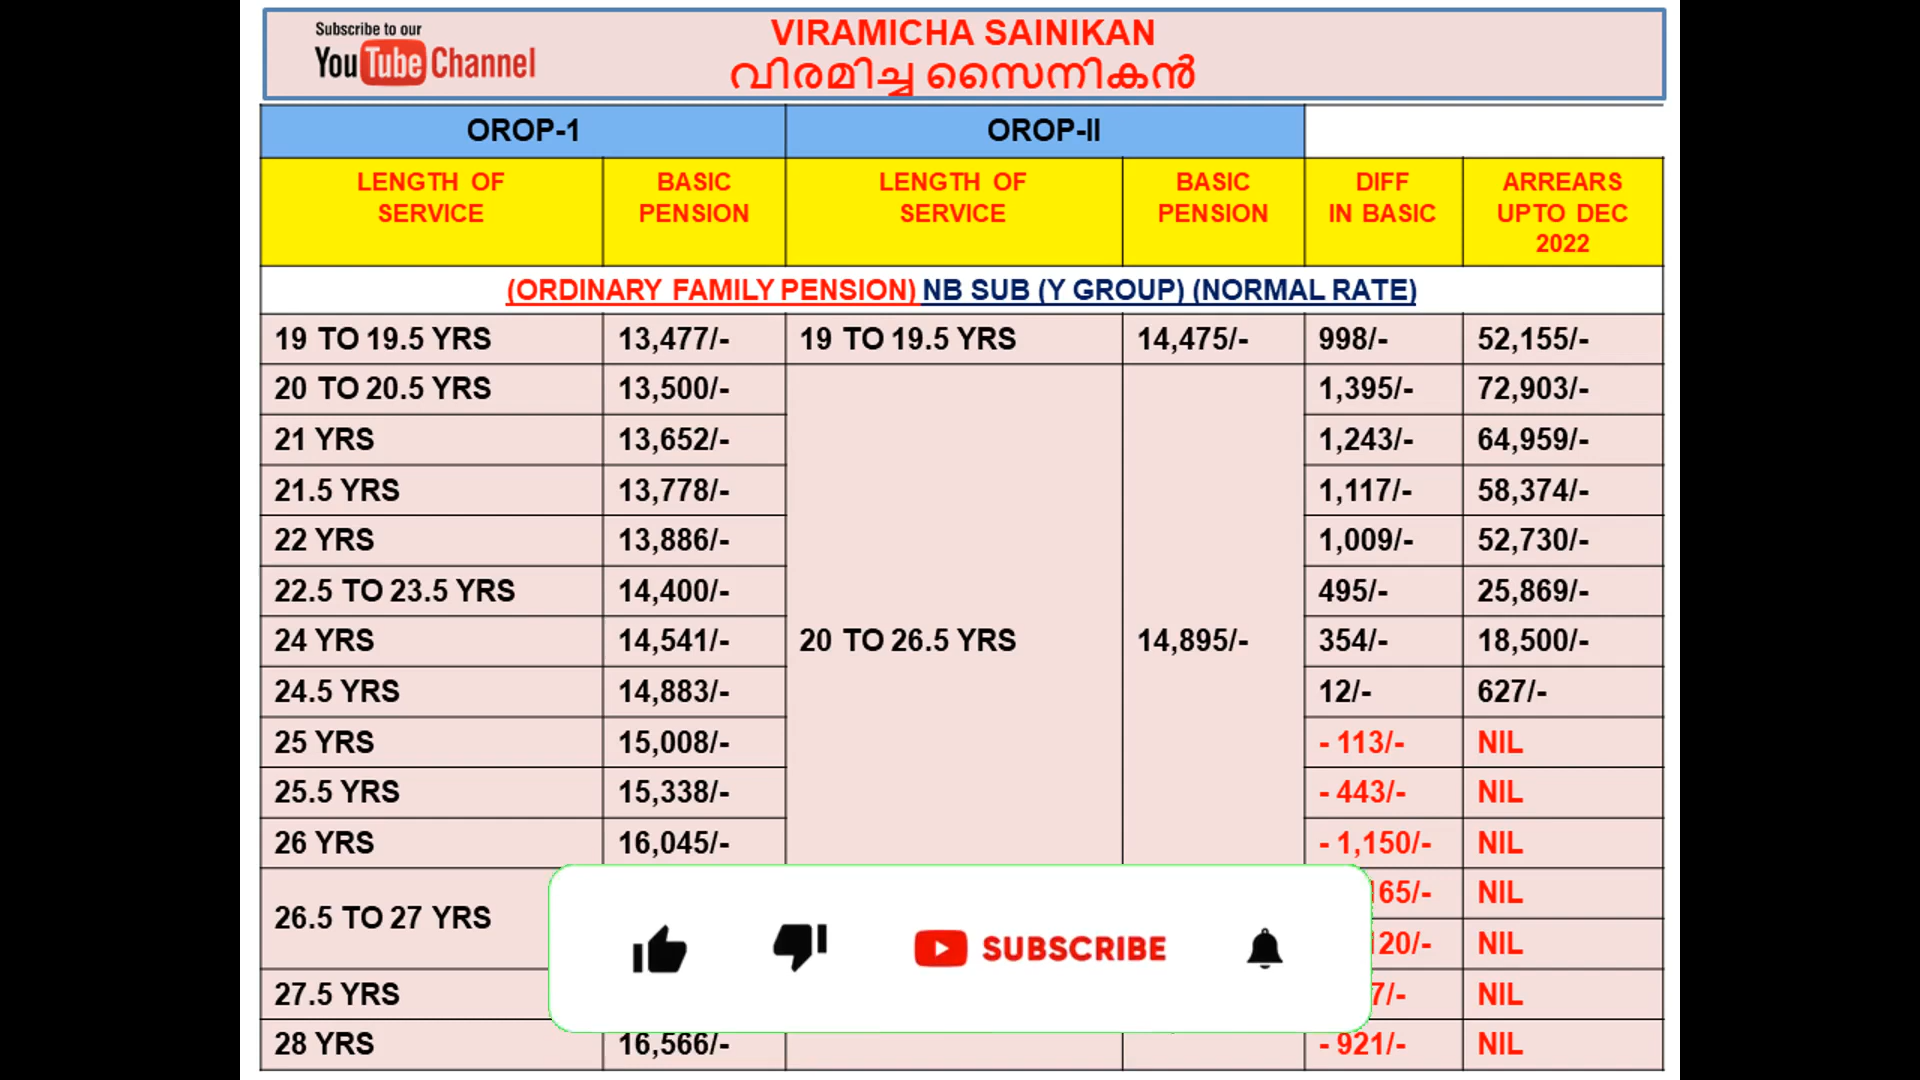 Subscribe to our
YouTube Channel
VIRAMICHA SAINIKAN
വിരമിച്ച സൈനികൻ
OROP-1 OROP-II
LENGTH OF SERVICE BASIC PENSION LENGTH OF SERVICE BASIC PENSION DIFF IN BASIC ARREARS UPTO DEC 2022
(ORDINARY FAMILY PENSION) NB SUB (Y GROUP) (NORMAL RATE)
19 TO 19.5 YRS 13,477/- 19 TO 19.5 YRS 14,475/- 998/- 52,155/-
20 TO 20.5 YRS 13,500/- 1,395/- 72,903/-
21 YRS 13,652/- 1,243/- 64,959/-
21.5 YRS 13,778/- 1,117/- 58,374/-
22 YRS 13,886/- 1,009/- 52,730/-
22.5 TO 23.5 YRS 14,400/- 495/- 25,869/-
24 YRS 14,541/- 20 TO 26.5 YRS 14,895/- 354/- 18,500/-
24.5 YRS 14,883/- 12/- 627/-
25 YRS 15,008/- - 113/- NIL
25.5 YRS 15,338/- - 443/- NIL
26 YRS 16,045/- - 1,150/- NIL
26.5 TO 27 YRS NIL
NIL
SUBSCRIBE
27.5 YRS NIL
28 YRS 16,566/- - 921/- NIL